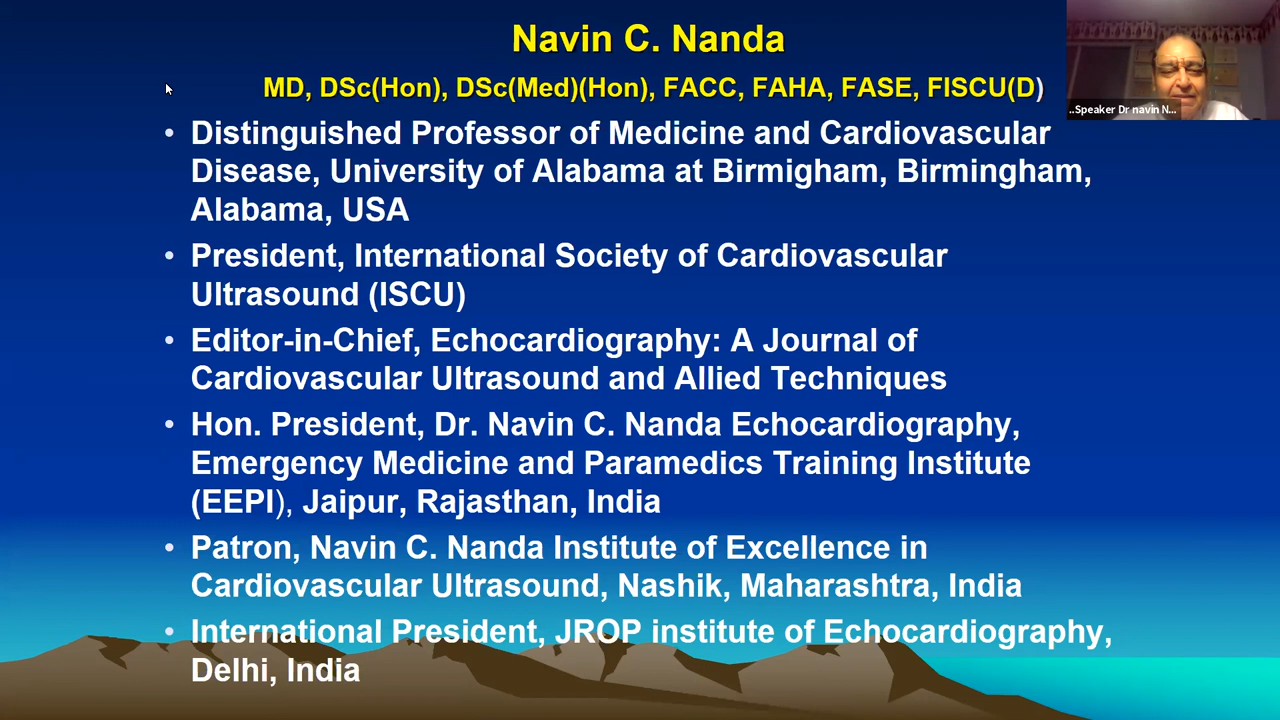 Navin C. Nanda
MD, DSc(Hon), DSc(Med)(Hon), FACC, FAHA, FASE, FISCU(D)
..Speaker Dr navin N...
• Distinguished Professor of Medicine and Cardiovascular
Disease, University of Alabama at Birmigham, Birmingham,
Alabama, USA
• President, International Society of Cardiovascular
Ultrasound (ISCU)
• Editor-in-Chief, Echocardiography: A Journal of
Cardiovascular Ultrasound and Allied Techniques
• Hon. President, Dr. Navin C. Nanda Echocardiography,
Emergency Medicine and Paramedics Training Institute
(EEPI), Jaipur, Rajasthan, India
• Patron, Navin C. Nanda Institute of Excellence in
Cardiovascular Ultrasound, Nashik, Maharashtra, India
• International President, JROP institute of Echocardiography,
Delhi, India